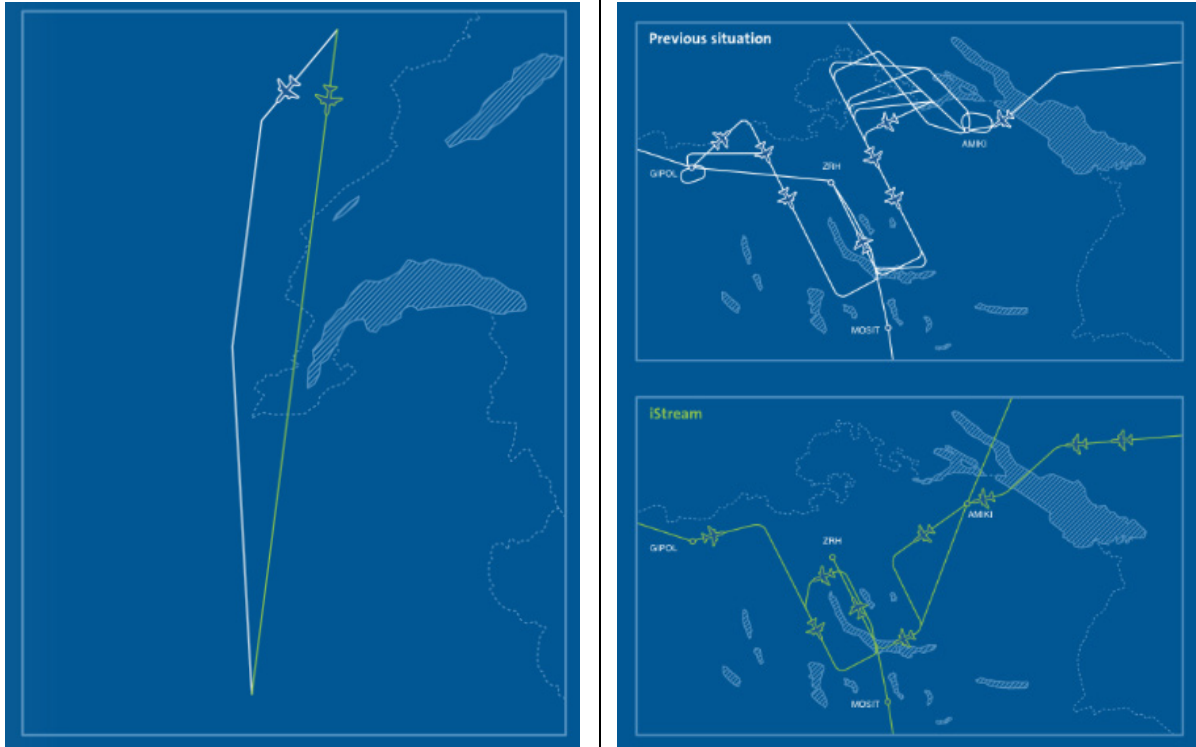 Previous situation
AMIKI
ZRH
GIPOL
MOSIT
iStream
AMIKI
ZRH
GIPOL
MOSIT